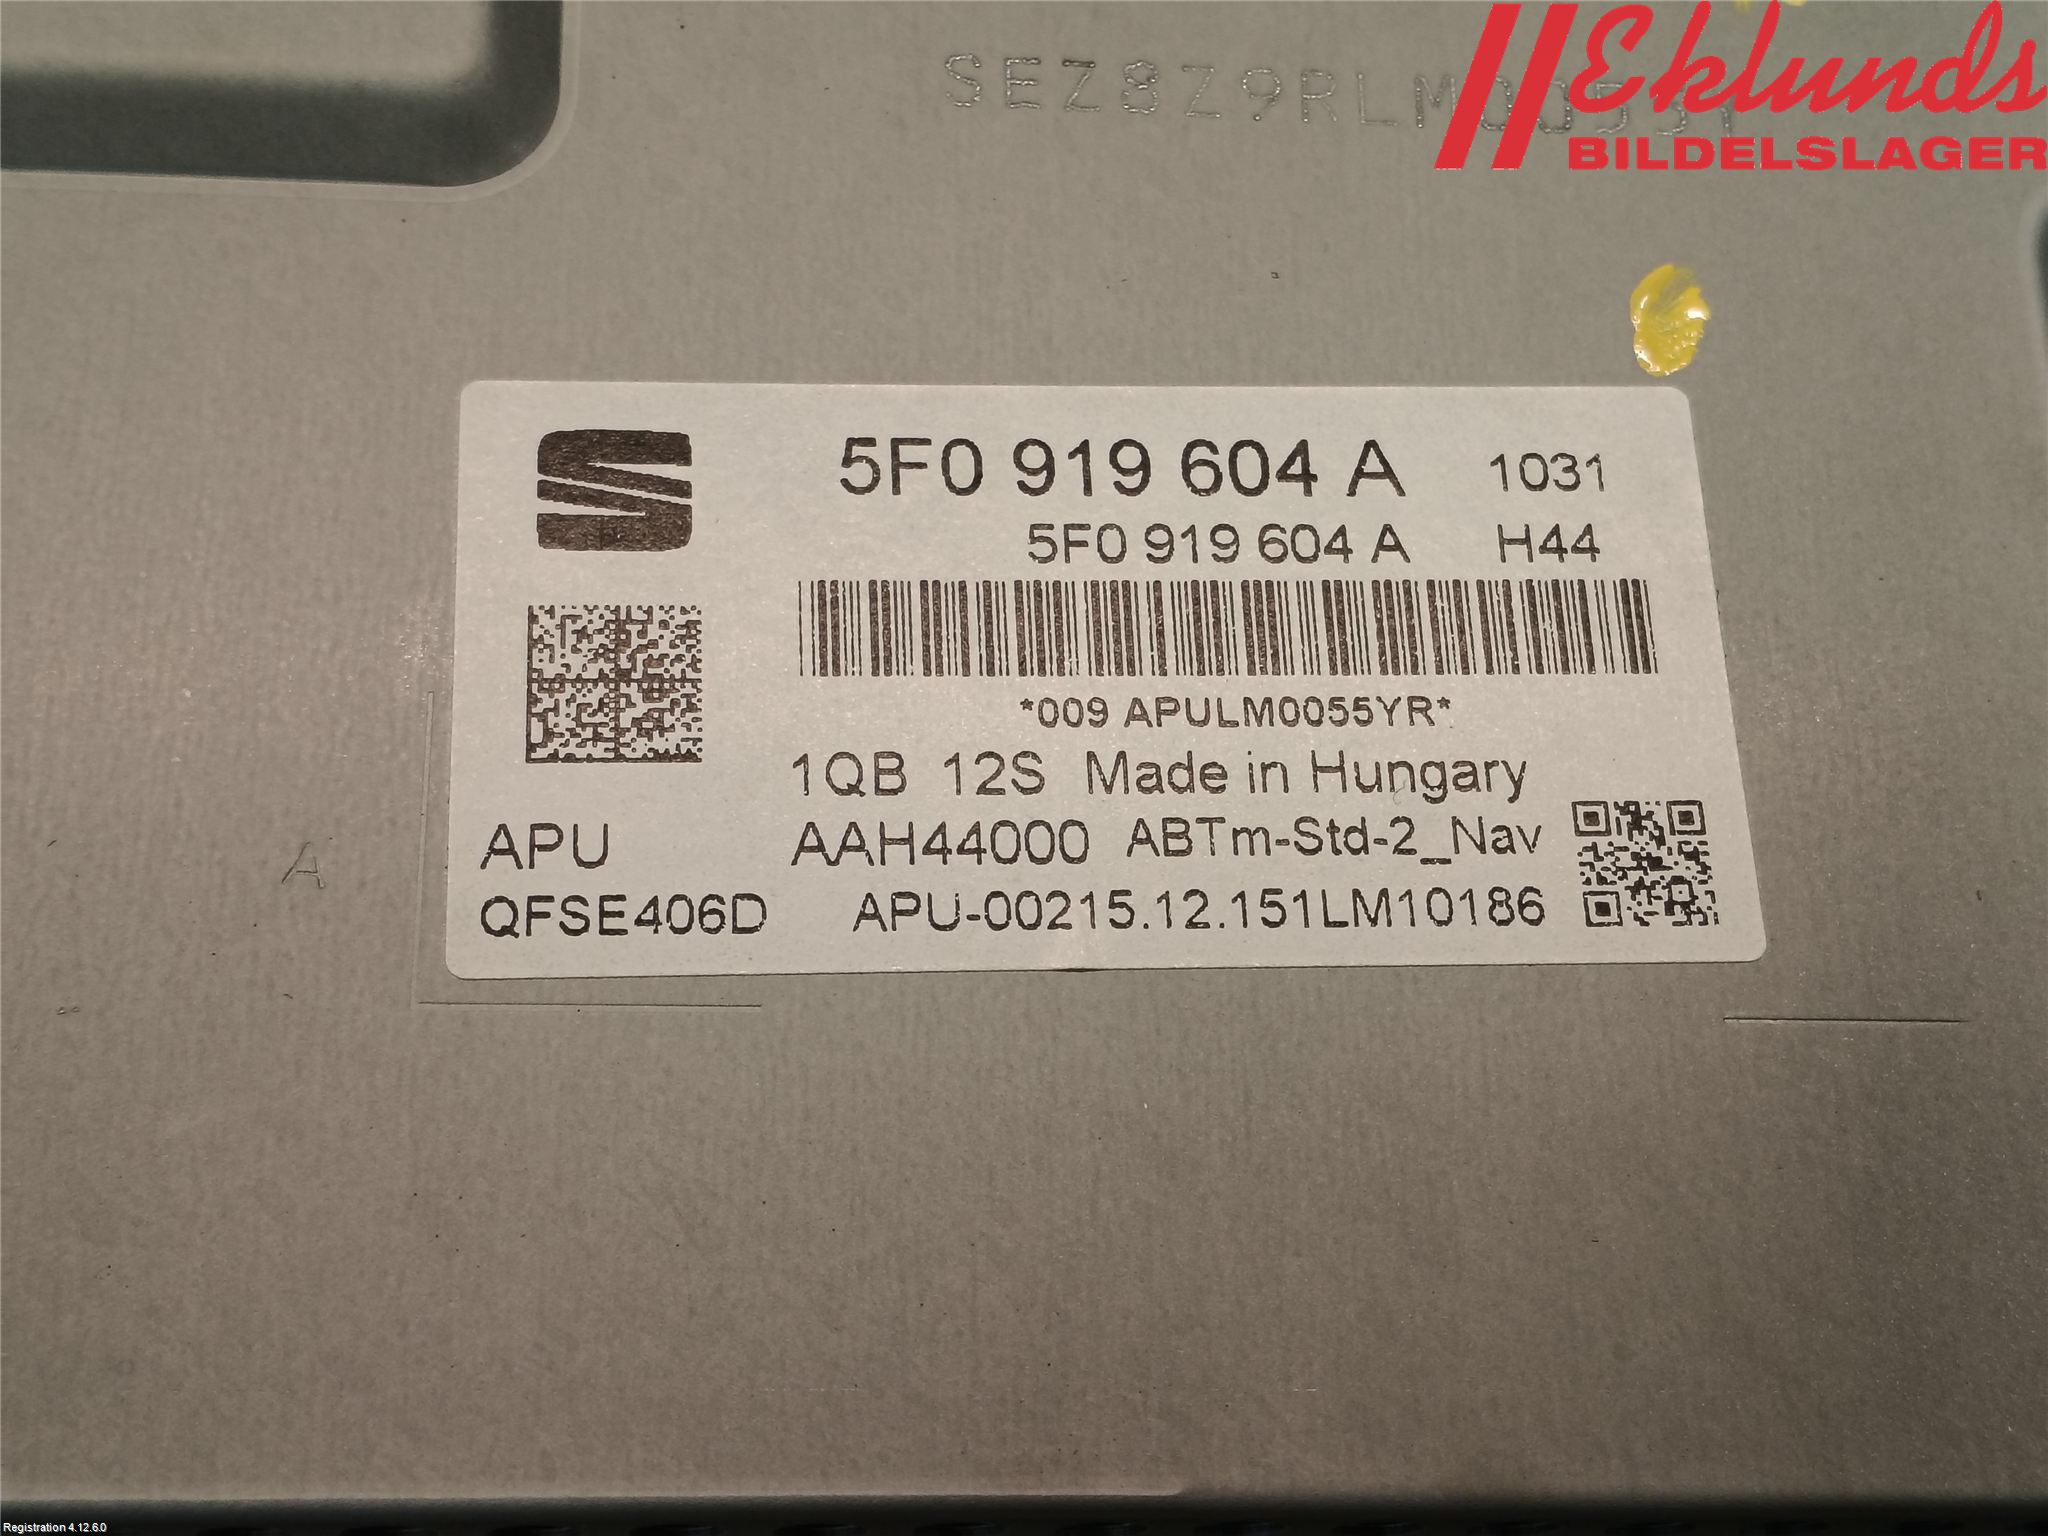 Eklunds
BILDELSLAGER
5F0 919 604 A 1031
5F0 919 604 A H44
*009 APULM0055YR*
1QB 12S Made in Hungary
APU AAH44000 ABTm-Std-2_Nav
QFSE406D APU-00215.12.151LM10186
A
Registration 4.12.6.0